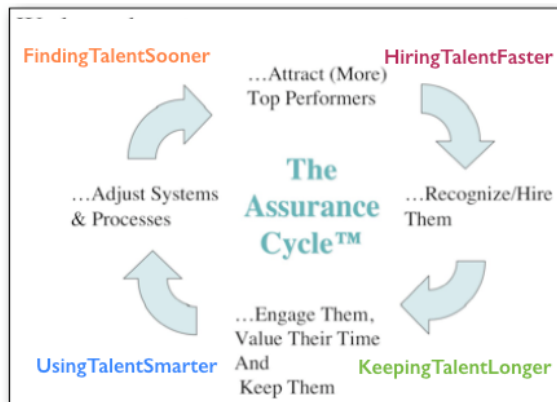 FindingTalentSooner
HiringTalentFaster
…Attract (More)
Top Performers
The
Assurance
Cycle™
…Adjust Systems
& Processes
…Recognize/Hire
Them
…Engage Them,
Value Their Time
And
Keep Them
UsingTalentSmarter
KeepingTalentLonger